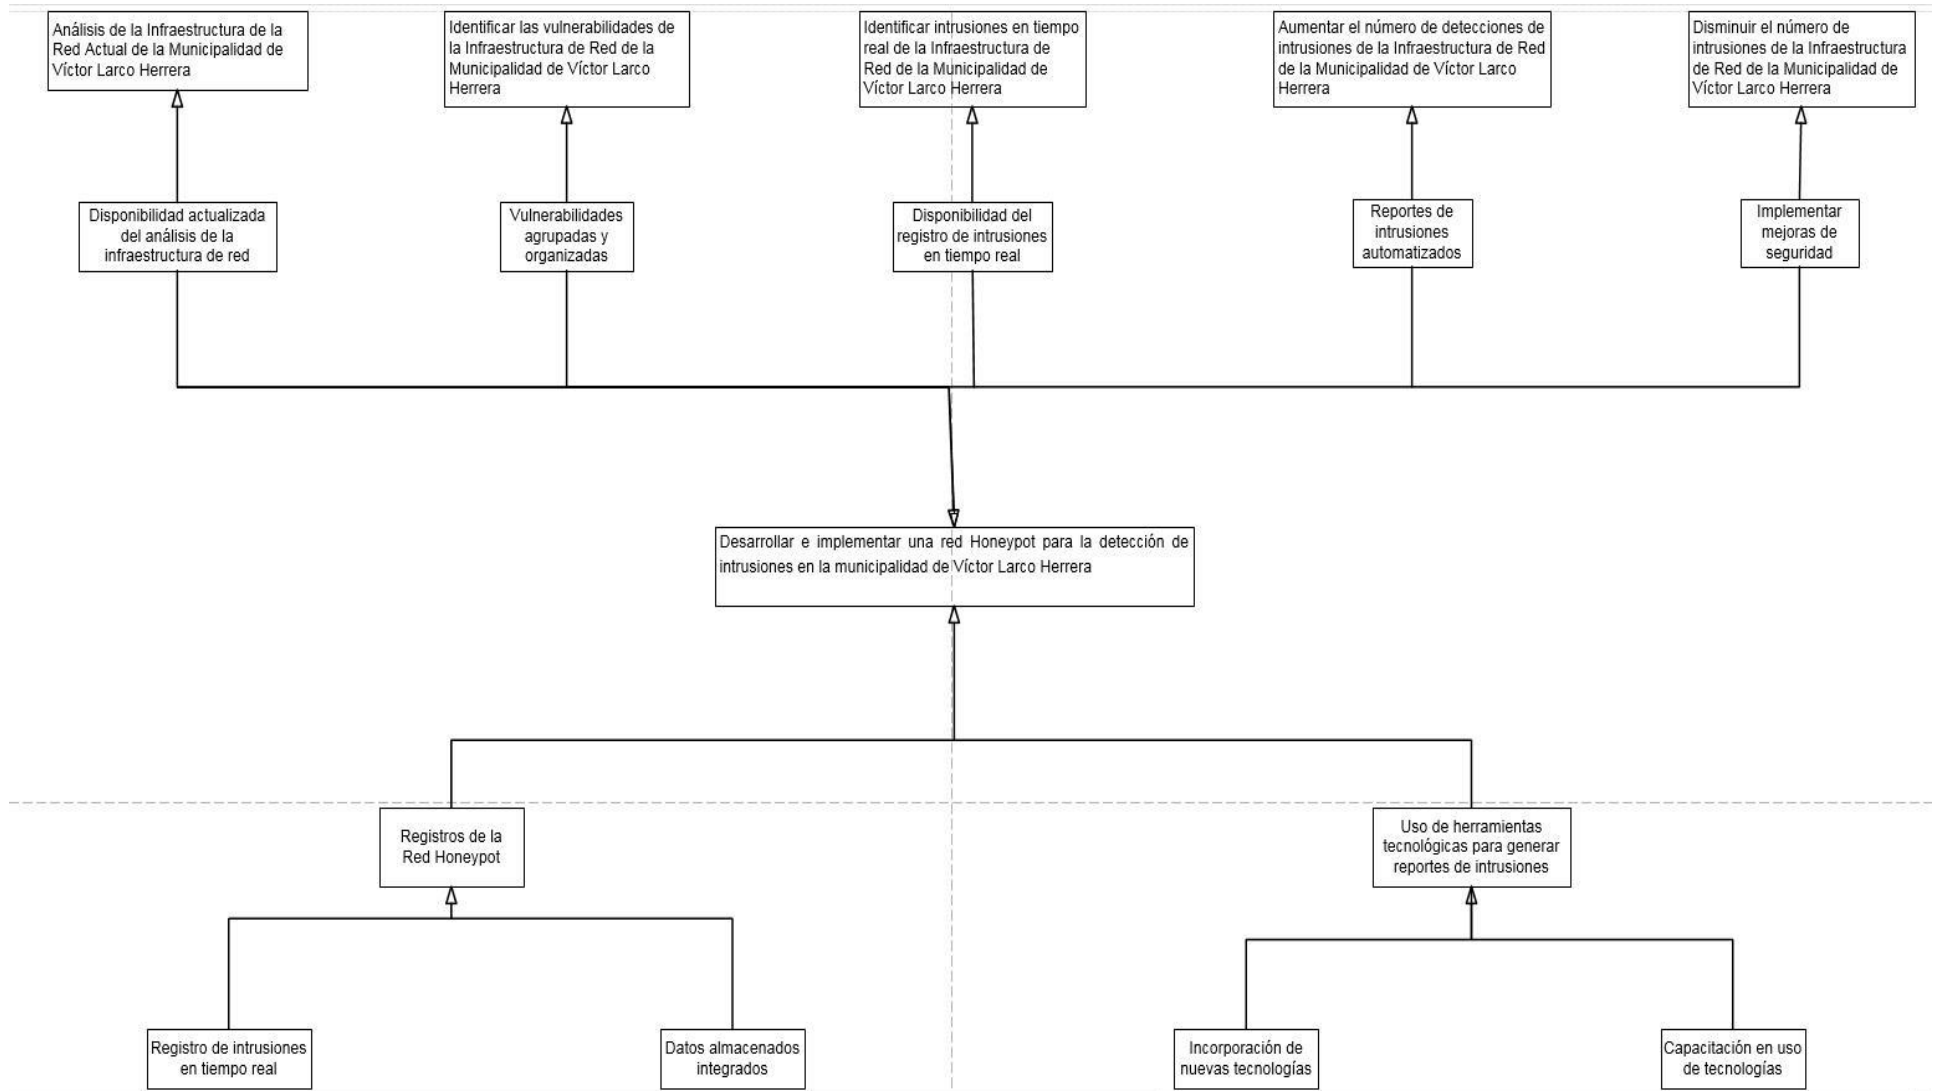 Análisis de la Infraestructura de la
Red Actual de la Municipalidad de
Víctor Larco Herrera
Identificar las vulnerabilidades de
la Infraestructura de Red de la
Municipalidad de Víctor Larco
Herrera
Identificar intrusiones en tiempo
real de la Infraestructura de
Red de la Municipalidad de
Víctor Larco Herrera
Aumentar el número de detecciones de
intrusiones de la Infraestructura de Red
de la Municipalidad de Víctor Larco
Herrera
Disminuir el número de
intrusiones de la Infraestructura
de Red de la Municipalidad de
Víctor Larco Herrera
Disponibilidad actualizada
del análisis de la
infraestructura de red
Vulnerabilidades
agrupadas y
organizadas
Disponibilidad del
registro de intrusiones
en tiempo real
Reportes de
intrusiones
automatizados
Implementar
mejoras de
seguridad
Desarrollar e implementar una red Honeypot para la detección de
intrusiones en la municipalidad de Víctor Larco Herrera
Registros de la
Red Honeypot
Uso de herramientas
tecnológicas para generar
reportes de intrusiones
Registro de intrusiones
en tiempo real
Datos almacenados
integrados
Incorporación de
nuevas tecnologías
Capacitación en uso
de tecnologías